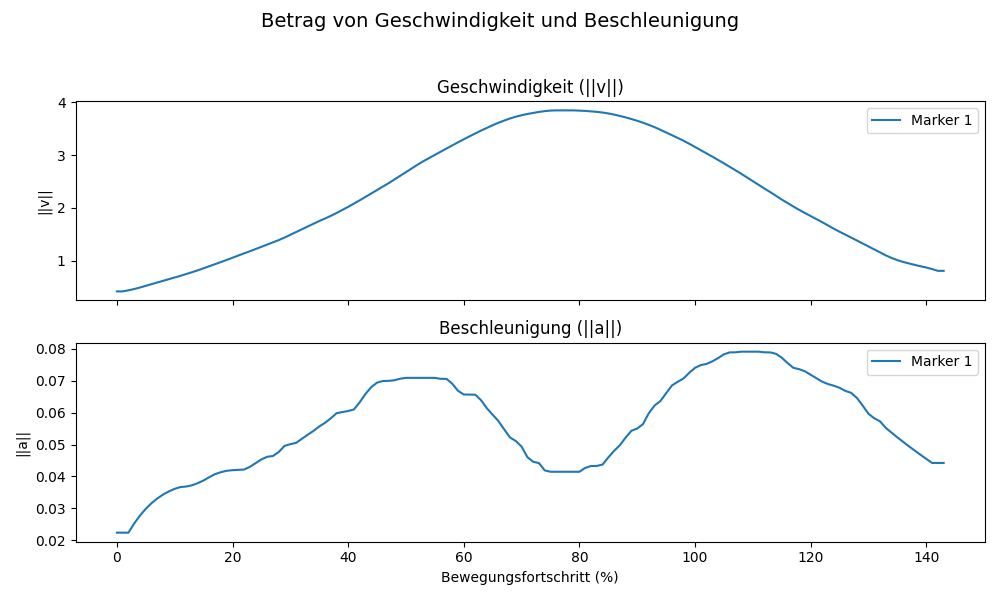 Betrag von Geschwindigkeit und Beschleunigung
Geschwindigkeit (||v||)
Marker 1
4
3
2
1
||v||
Beschleunigung (||a||)
Marker 1
0.08
0.07
0.06
0.05
0.04
0.03
0.02
||a||
0 20 40 60 80 100 120 140
Bewegungsfortschritt (%)